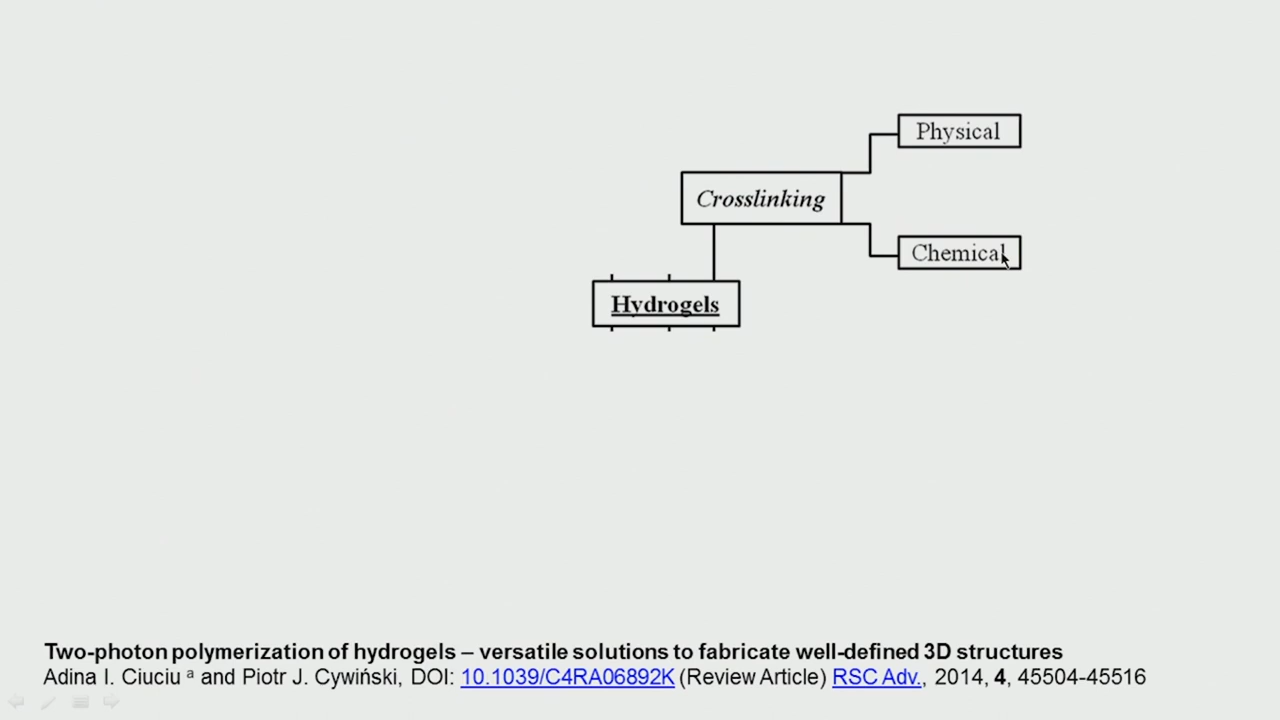 Physical
Crosslinking
Chemical
Hydrogels
Two-photon polymerization of hydrogels – versatile solutions to fabricate well-defined 3D structures
Adina I. Ciuciu ᵃ and Piotr J. Cywiński, DOI: 10.1039/C4RA06892K (Review Article) RSC Adv., 2014, 4, 45504-45516